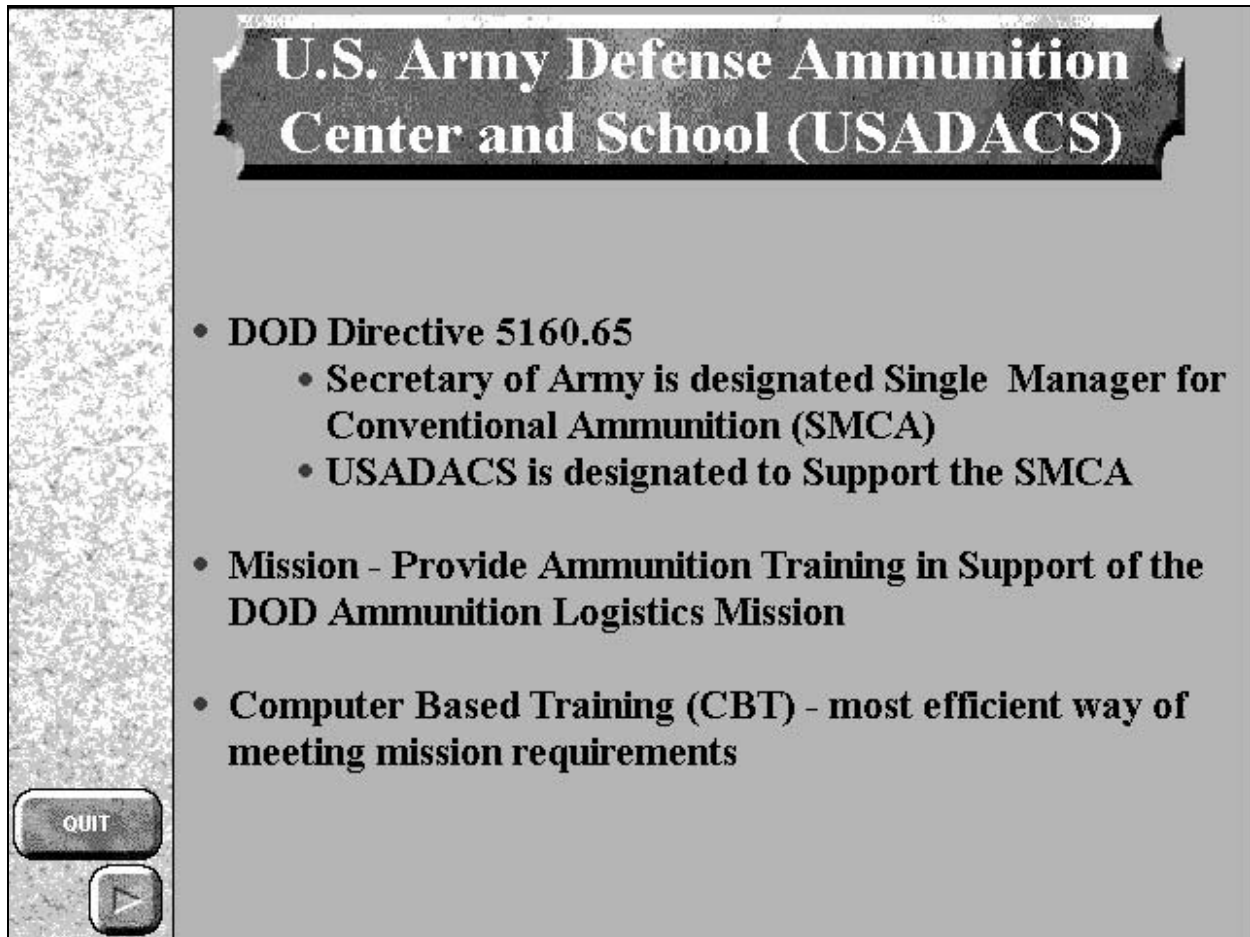 U.S. Army Defense Ammunition
Center and School (USADACS)
• DOD Directive 5160.65
• Secretary of Army is designated Single Manager for
Conventional Ammunition (SMCA)
• USADACS is designated to Support the SMCA
• Mission - Provide Ammunition Training in Support of the
DOD Ammunition Logistics Mission
• Computer Based Training (CBT) - most efficient way of
meeting mission requirements
QUIT